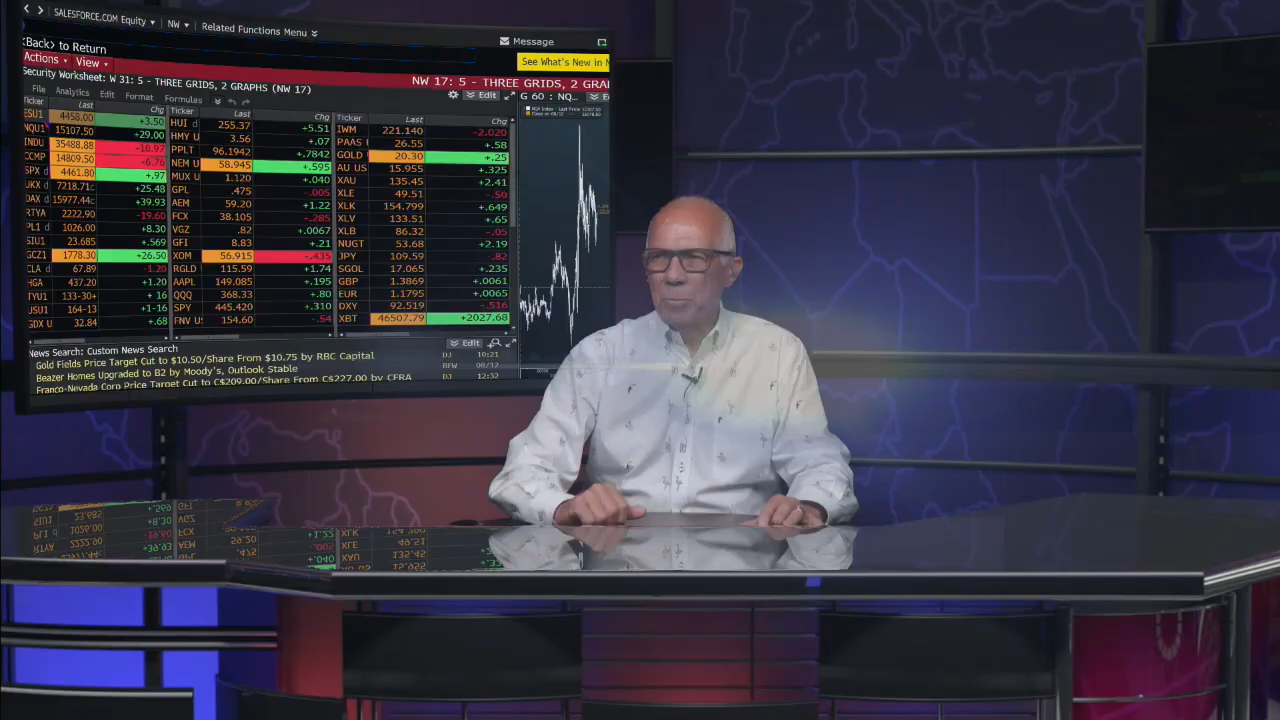 SALESFORCE.COM Equity NW Related Functions Menu
Message
<Back> to Return
See What's New in N
Actions View
Security Worksheet: W 31: 5 - THREE GRIDS, 2 GRAPHS (NW 17)
NW 17: 5 - THREE GRIDS, 2 GRA
File Analytics Edit Format Formulas
Edit
G 60 : NQ...
Ticker Last Chg Ticker Last Chg Ticker Last Chg
ESU1 4458.00 +3.50 HUI d 255.37 +5.51 IWM 221.140 -2.020
NQU1 15107.50 +29.00 HMY U 3.56 +.07 PAAS 26.55 +.58
INDU 35488.88 -10.97 PPLT 96.1942 +.7842 GOLD 20.30 +.25
CCMP 14809.50 -6.76 NEM U 58.945 +.595 AU US 15.955 +.325
SPX d 4461.80 +.97 MUX U 1.120 +.040 XAU 135.45 +2.41
UKX d 7218.71c +25.48 GPL .475 -.005 XLE 49.51 -.50
DAX d 15977.44c +39.93 AEM 59.20 +1.22 XLK 154.799 +.649
RTYA 2222.90 -19.60 FCX 38.105 -.285 XLV 133.51 +.65
PL1 d 1026.00 +8.30 VGZ .82 +.0067 XLB 86.32 -.05
SIU1 23.685 +.569 GFI 8.83 +.21 NUGT 53.68 +2.19
GCZ1 1778.30 +26.50 XOM 56.915 -.435 JPY 109.59 -.82
CLA d 67.89 -1.20 RGLD 115.59 +1.74 SGOL 17.065 +.235
HGA 437.20 +1.20 AAPL 149.085 +.195 GBP 1.3869 +.0061
TYU1 133-30+ + 16 QQQ 368.33 +.80 EUR 1.1795 +.0065
USU1 164-13 +1-16 SPY 445.420 +.310 DXY 92.519 -.516
GDX U 32.84 +.68 FNV U 154.60 -.54 XBT 46507.79 +2027.68
News Search: Custom News Search
Edit
Gold Fields Price Target Cut to $10.50/Share From $10.75 by RBC Capital DJ 10:21
Beazer Homes Upgraded to B2 by Moody's, Outlook Stable BFW 08/12
Franco-Nevada Corp Price Target Cut to C$209.00/Share From C$227.00 by CFRA DJ 12:32